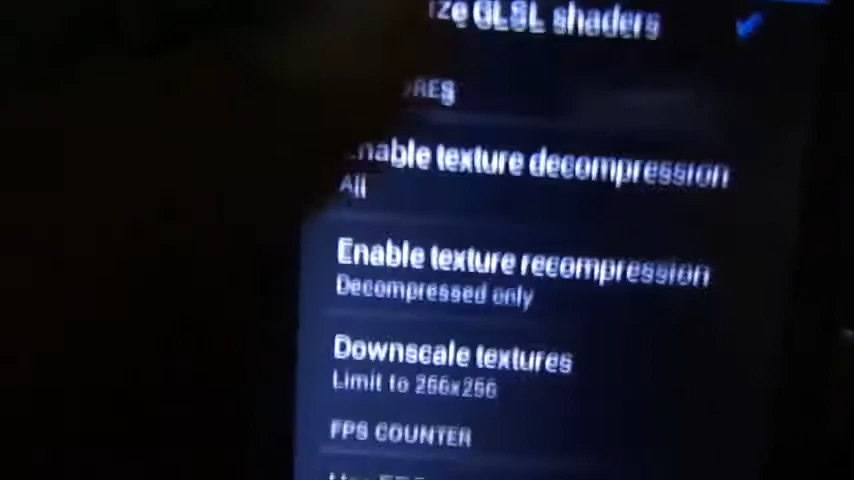 GLSL shaders
Enable texture decompression
All
Enable texture recompression
Decompressed only
Downscale textures
Limit to 256x256
FPS COUNTER